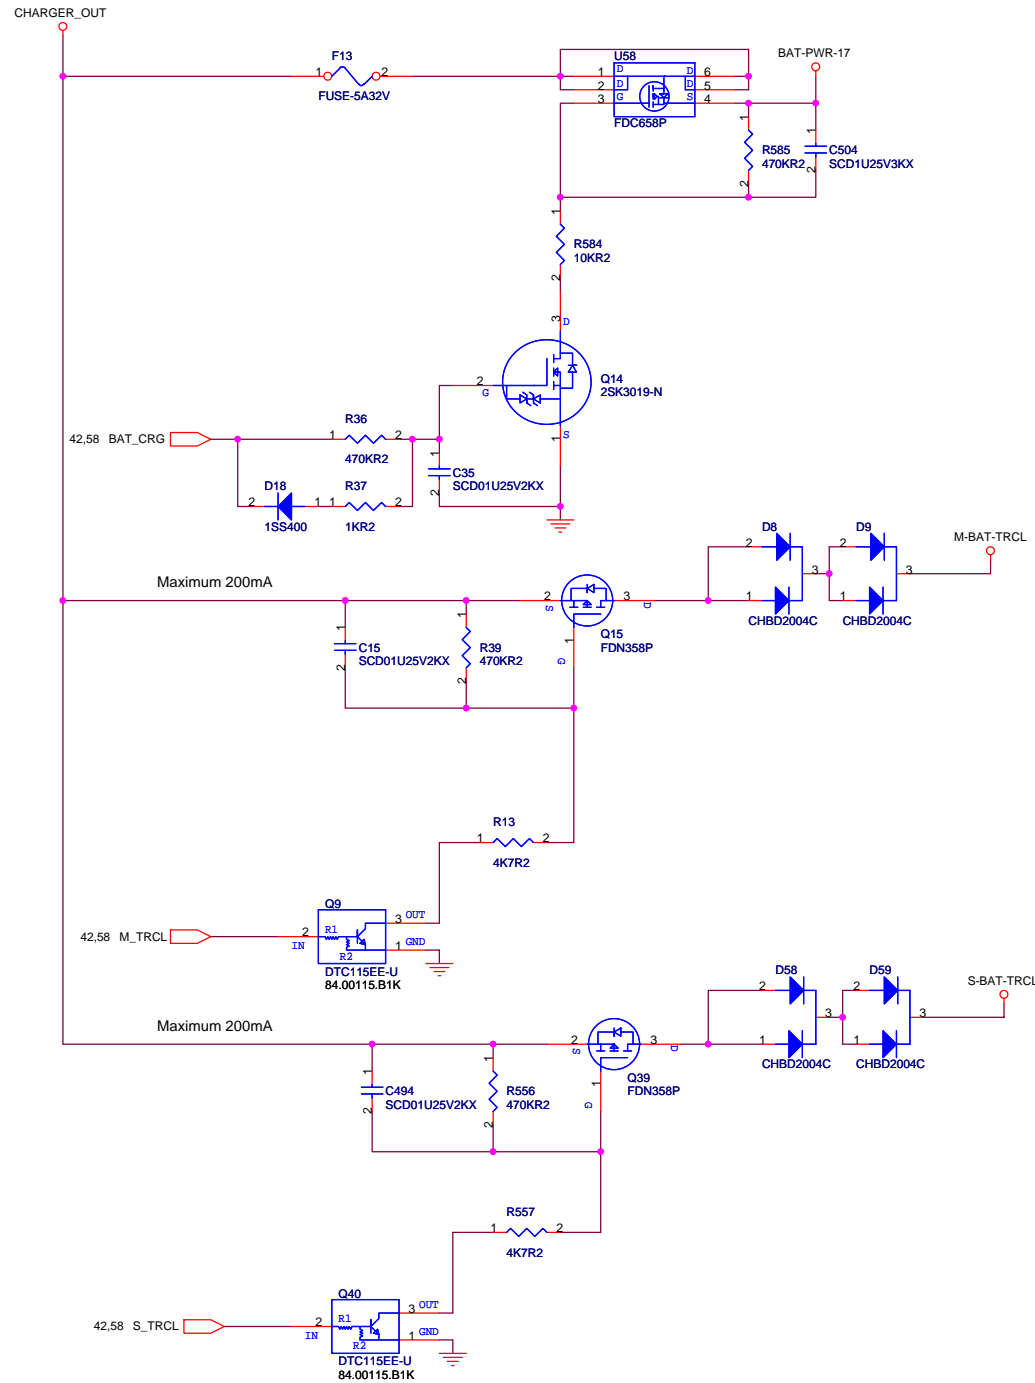 CHARGER_OUT
F13
1 2
FUSE-5A32V
U58
1 D D 6
2 D D 5
3 G S 4
FDC658P
BAT-PWR-17
1 2
R585
470KR2
1 2
C504
SCD1U25V3KX
1 2
R584
10KR2
3 D
2 G
Q14
2SK3019-N
1 S
42,58 BAT_CRG
R36
1 2
470KR2
1 2
C35
SCD01U25V2KX
D18
2 1
1SS400
R37
1 2
1KR2
D8
2
1 3
CHBD2004C
D9
2
1 3
CHBD2004C
M-BAT-TRCL
Maximum 200mA
1 2
C15
SCD01U25V2KX
1 2
R39
470KR2
2 S 3 D
1 G
Q15
FDN358P
R13
1 2
4K7R2
Q9
42,58 M_TRCL
2 IN
R1
R2
3 OUT
1 GND
DTC115EE-U
84.00115.B1K
D58
2
1 3
CHBD2004C
D59
2
1 3
CHBD2004C
S-BAT-TRCL
Maximum 200mA
1 2
C494
SCD01U25V2KX
1 2
R556
470KR2
2 S 3 D
1 G
Q39
FDN358P
R557
1 2
4K7R2
Q40
42,58 S_TRCL
2 IN
R1
R2
3 OUT
1 GND
DTC115EE-U
84.00115.B1K